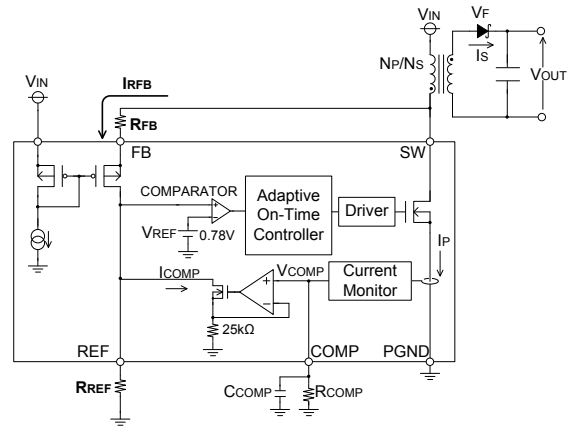 VIN
VF
NP/NS
IS
VOUT
VIN
IRFB
RFB
FB
SW
COMPARATOR
Adaptive
On-Time
Controller
Driver
VREF
0.78V
IP
ICOMP
VCOMP
Current
Monitor
25kΩ
REF
COMP
PGND
RREF
CCOMP
RCOMP